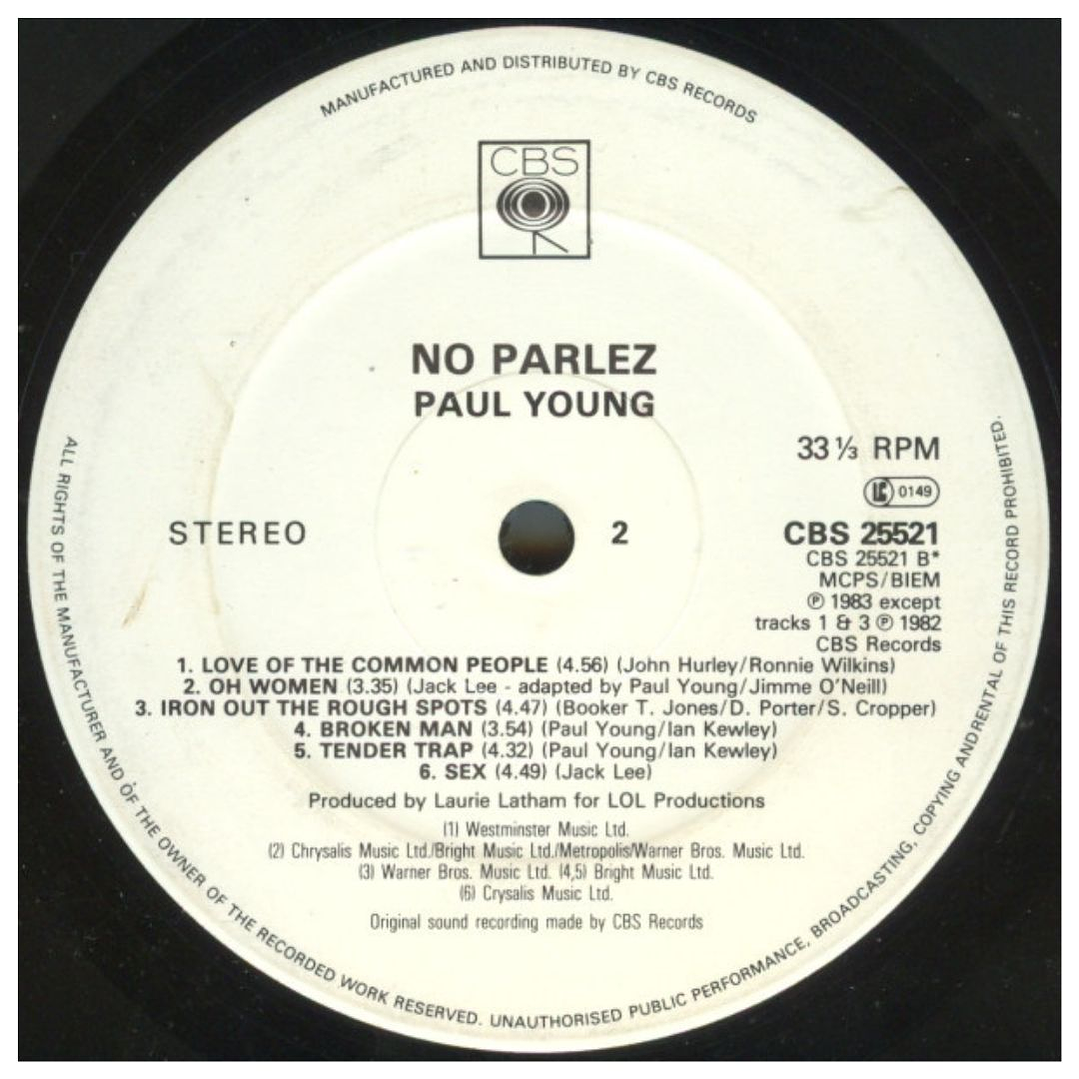 MANUFACTURED AND DISTRIBUTED BY CBS RECORDS
CBS
NO PARLEZ
PAUL YOUNG
33 ⅓ RPM
LC 0149
STEREO
2
CBS 25521
CBS 25521 B*
MCPS/BIEM
℗ 1983 except
tracks 1 & 3 ℗ 1982
CBS Records
1. LOVE OF THE COMMON PEOPLE (4.56) (John Hurley/Ronnie Wilkins)
2. OH WOMEN (3.35) (Jack Lee - adapted by Paul Young/Jimme O'Neill)
3. IRON OUT THE ROUGH SPOTS (4.47) (Booker T. Jones/D. Porter/S. Cropper)
4. BROKEN MAN (3.54) (Paul Young/Ian Kewley)
5. TENDER TRAP (4.32) (Paul Young/Ian Kewley)
6. SEX (4.49) (Jack Lee)
Produced by Laurie Latham for LOL Productions
(1) Westminster Music Ltd.
(2) Chrysalis Music Ltd./Bright Music Ltd./Metropolis/Warner Bros. Music Ltd.
(3) Warner Bros. Music Ltd. (4,5) Bright Music Ltd.
(6) Crysalis Music Ltd.
Original sound recording made by CBS Records
ALL RIGHTS OF THE MANUFACTURER AND OF THE OWNER OF THE RECORDED WORK RESERVED. UNAUTHORISED PUBLIC PERFORMANCE, BROADCASTING, COPYING AND RENTAL OF THIS RECORD PROHIBITED.